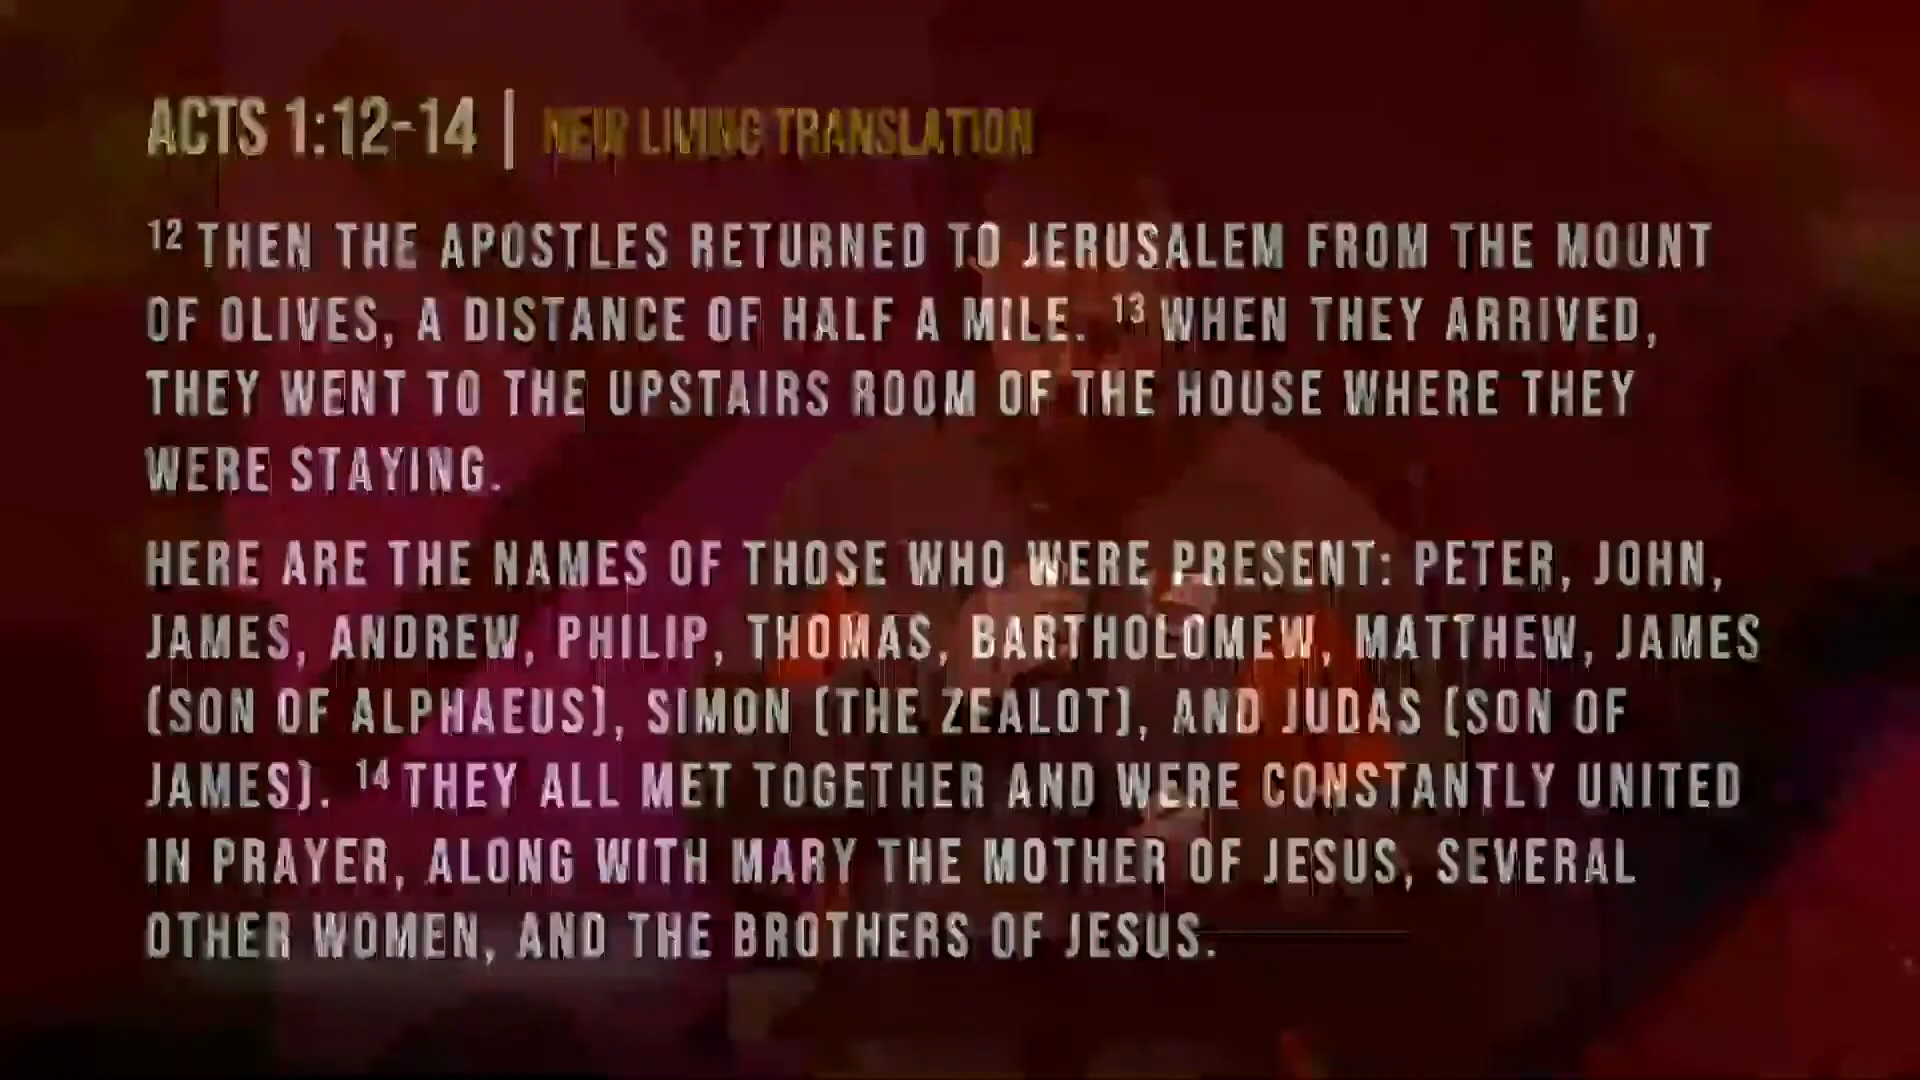 ACTS 1:12-14 | NEW LIVING TRANSLATION
12 THEN THE APOSTLES RETURNED TO JERUSALEM FROM THE MOUNT
OF OLIVES, A DISTANCE OF HALF A MILE. 13 WHEN THEY ARRIVED,
THEY WENT TO THE UPSTAIRS ROOM OF THE HOUSE WHERE THEY
WERE STAYING.
HERE ARE THE NAMES OF THOSE WHO WERE PRESENT: PETER, JOHN,
JAMES, ANDREW, PHILIP, THOMAS, BARTHOLOMEW, MATTHEW, JAMES
(SON OF ALPHAEUS), SIMON (THE ZEALOT), AND JUDAS (SON OF
JAMES). 14 THEY ALL MET TOGETHER AND WERE CONSTANTLY UNITED
IN PRAYER, ALONG WITH MARY THE MOTHER OF JESUS, SEVERAL
OTHER WOMEN, AND THE BROTHERS OF JESUS.